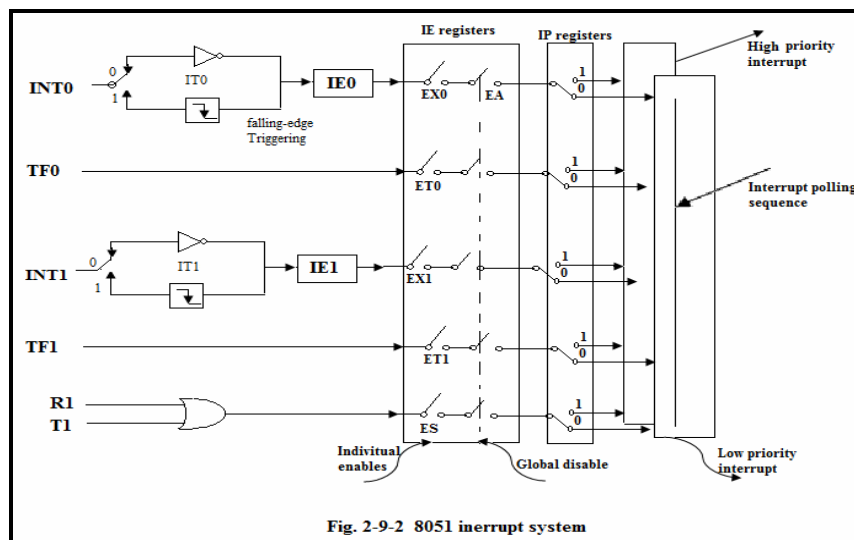 IE registers
IP registers
High priority
interrupt
0
IT0
INT0
1
IE0
falling-edge
Triggering
EX0
EA
1
0
TF0
ET0
1
0
Interrupt polling
sequence
0
IT1
INT1
1
IE1
EX1
1
0
TF1
ET1
1
0
R1
T1
ES
1
0
Indivitual
enables
Global disable
Low priority
interrupt
Fig. 2-9-2 8051 inerrupt system